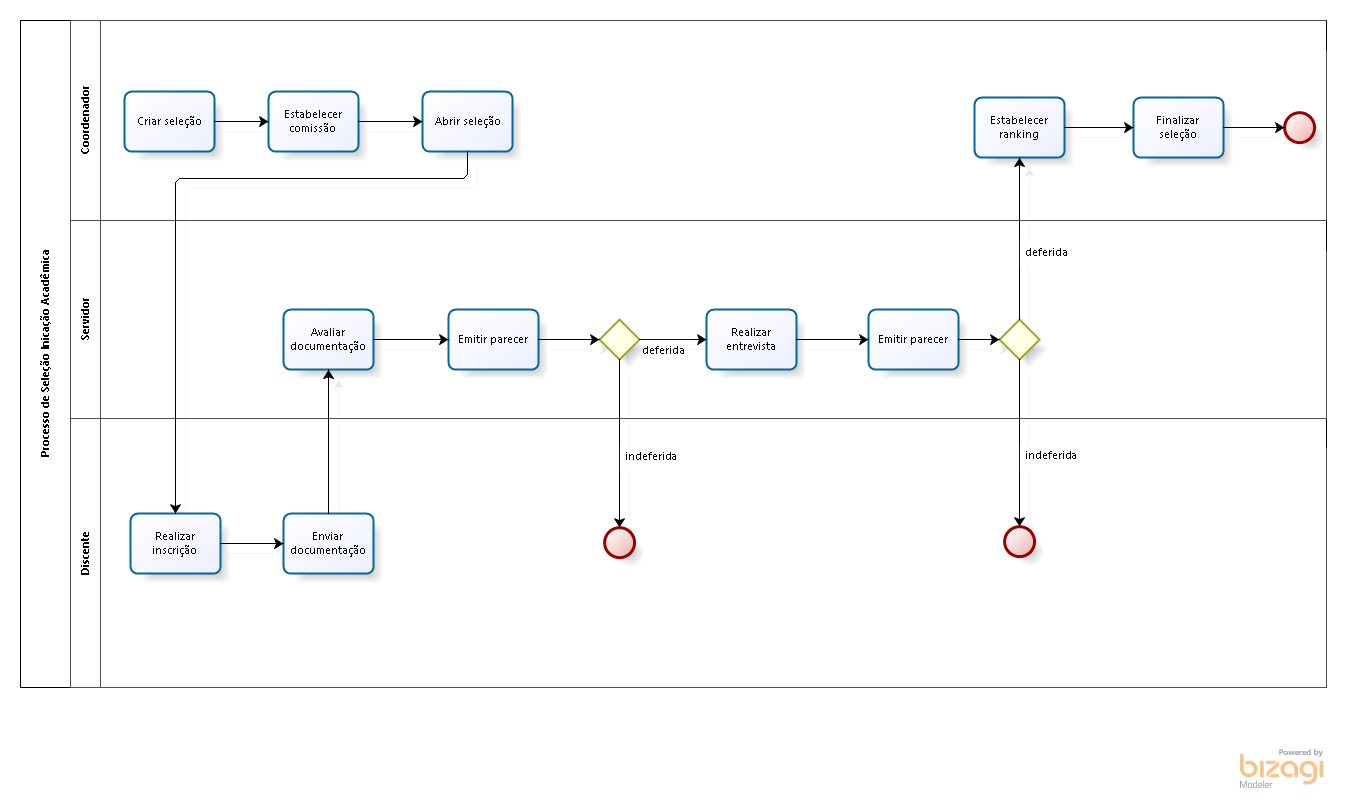 Processo de Seleção Inicação Acadêmica
Coordenador
Criar seleção
Estabelecer
comissão
Abrir seleção
Estabelecer
ranking
Finalizar
seleção
Servidor
deferida
Avaliar
documentação
Emitir parecer
deferida
Realizar
entrevista
Emitir parecer
Discente
indeferida
indeferida
Realizar
inscrição
Enviar
documentação
Powered by
bizagi
Modeler